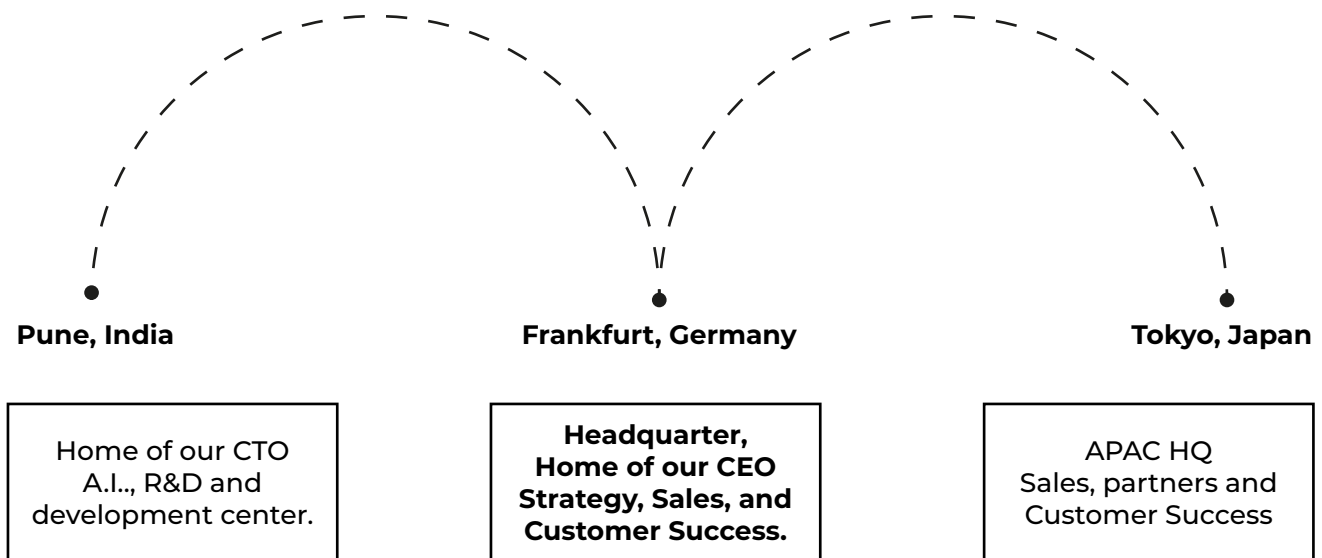 Pune, India
Frankfurt, Germany
Tokyo, Japan
Home of our CTO
A.I.., R&D and
development center.
Headquarter,
Home of our CEO
Strategy, Sales, and
Customer Success.
APAC HQ
Sales, partners and
Customer Success